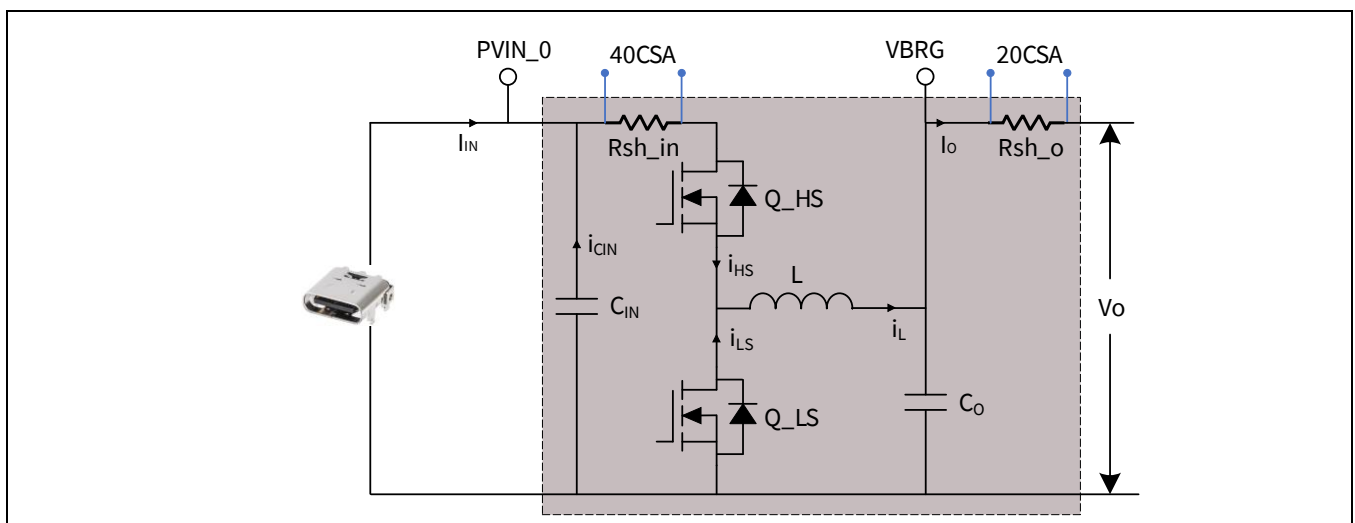 PVIN_0
40CSA
VBRG
20CSA
IIN
Rsh_in
IO
Rsh_o
Q_HS
iCIN
iHS
L
CIN
iLS
iL
Vo
CO
Q_LS